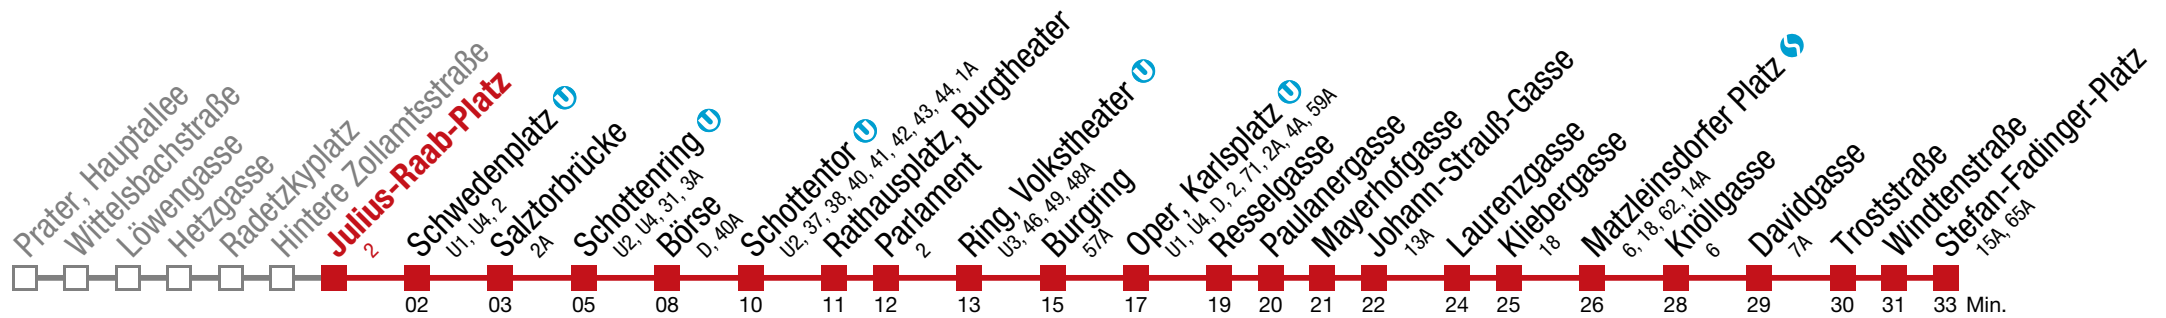 Prater, Hauptallee
Wittelsbachstraße
Löwengasse
Hetzgasse
Radetzkyplatz
Hintere Zollamtsstraße
Julius-Raab-Platz
2
Schwedenplatz U
U1, U4, 2
Salztorbrücke
2A
Schottenring U
U2, U4, 31, 3A
Börse
D, 40A
Schottentor U
U2, 37, 38, 40, 41, 42, 43, 44, 1A
Rathausplatz, Burgtheater
Parlament
2
Ring, Volkstheater U
U3, 46, 49, 48A
Burgring
57A
Oper, Karlsplatz U
U1, U4, D, 2, 71, 2A, 4A, 59A
Resselgasse
Paulanergasse
Mayerhofgasse
Johann-Strauß-Gasse
13A
Laurenzgasse
Kliebergasse
18
Matzleinsdorfer Platz S
6, 18, 62, 14A
Knöllgasse
6
Davidgasse
7A
Troststraße
Windtenstraße
Stefan-Fadinger-Platz
15A, 65A
02 03 05 08 10 11 12 13 15 17 19 20 21 22 24 25 26 28 29 30 31 33 Min.